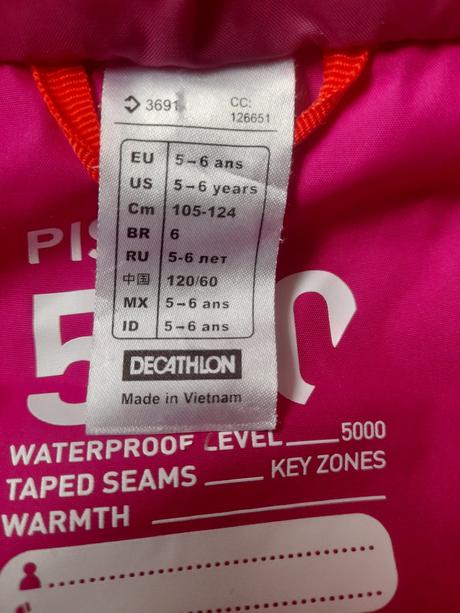 3691
CC:
126651
EU 5-6 ans
US 5-6 years
Cm 105-124
BR 6
RU 5-6 лет
中国 120/60
MX 5-6 ans
ID 5-6 ans
DECATHLON
Made in Vietnam
WATERPROOF LEVEL 5000
TAPED SEAMS KEY ZONES
WARMTH